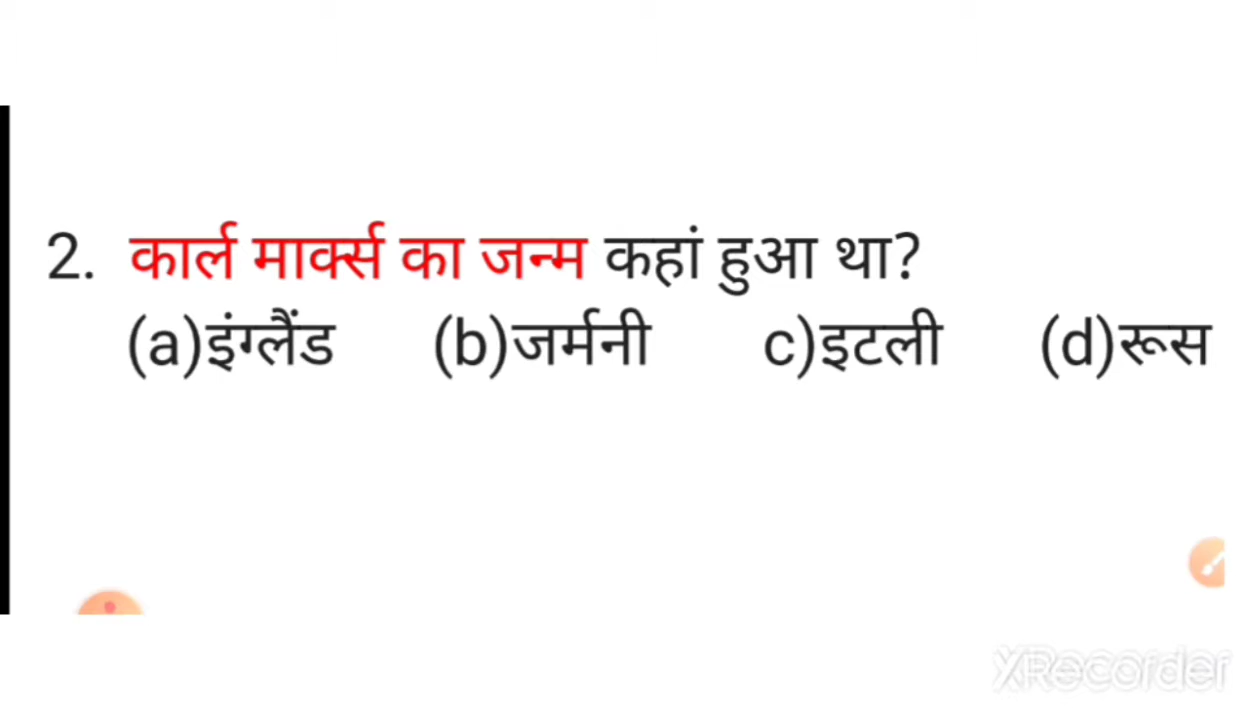 2. कार्ल मार्क्स का जन्म कहां हुआ था?
(a)इंग्लैंड (b)जर्मनी c)इटली (d)रूस
XRecorder